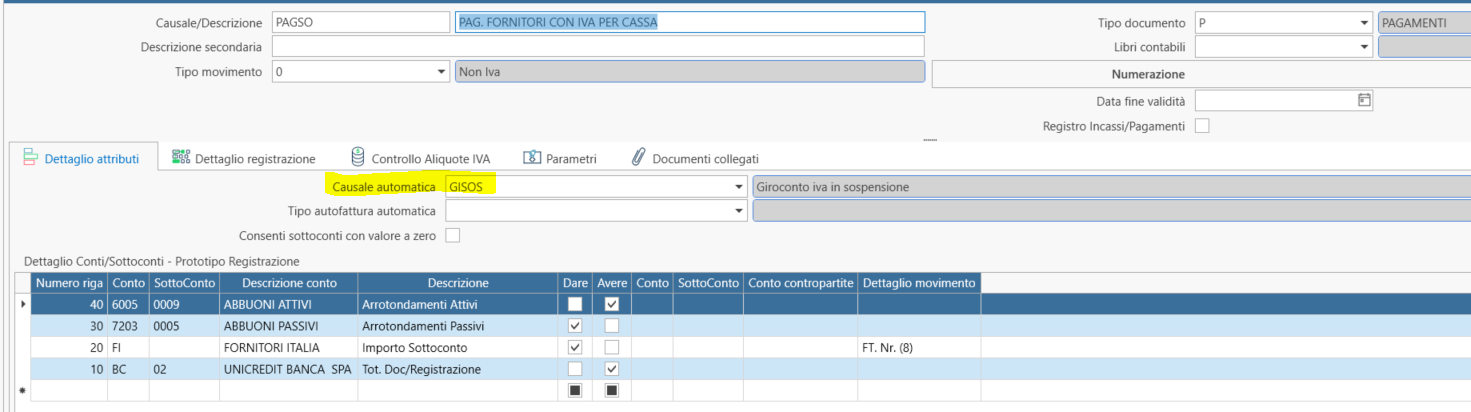 Causale/Descrizione PAGSO PAG. FORNITORI CON IVA PER CASSA Tipo documento P PAGAMENTI
Descrizione secondaria Libri contabili
Tipo movimento 0 Non Iva Numerazione
Data fine validità
Registro Incassi/Pagamenti
Dettaglio attributi Dettaglio registrazione Controllo Aliquote IVA Parametri Documenti collegati
Causale automatica GISOS Giroconto iva in sospensione
Tipo autofattura automatica
Consenti sottoconti con valore a zero
Dettaglio Conti/Sottoconti - Prototipo Registrazione
Numero riga Conto SottoConto Descrizione conto Descrizione Dare Avere Conto SottoConto Conto contropartite Dettaglio movimento
40 6005 0009 ABBUONI ATTIVI Arrotondamenti Attivi
30 7203 0005 ABBUONI PASSIVI Arrotondamenti Passivi
20 FI FORNITORI ITALIA Importo Sottoconto FT. Nr. (8)
10 BC 02 UNICREDIT BANCA SPA Tot. Doc/Registrazione